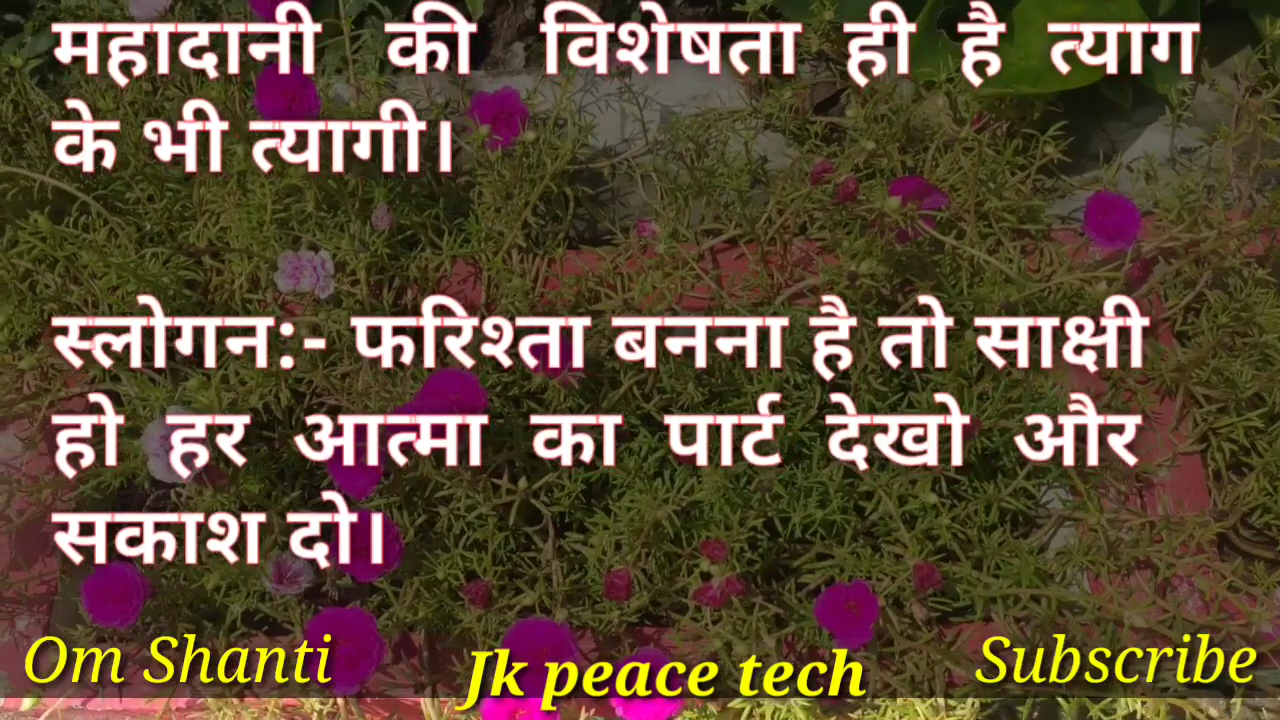 महादानी की विशेषता ही है त्याग
के भी त्यागी।
स्लोगन:- फरिश्ता बनना है तो साक्षी
हो हर आत्मा का पार्ट देखो और
सकाश दो।
Om Shanti Jk peace tech Subscribe